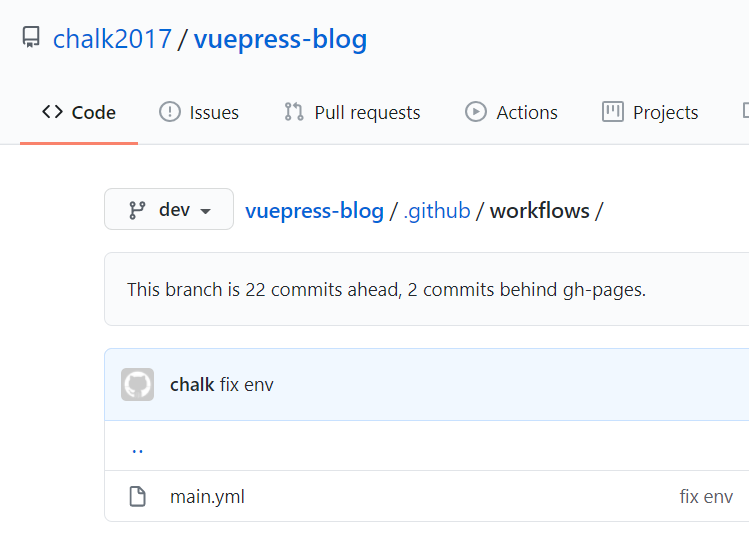 chalk2017 / vuepress-blog
Code Issues Pull requests Actions Projects
dev vuepress-blog / .github / workflows /
This branch is 22 commits ahead, 2 commits behind gh-pages.
chalk fix env
..
main.yml fix env